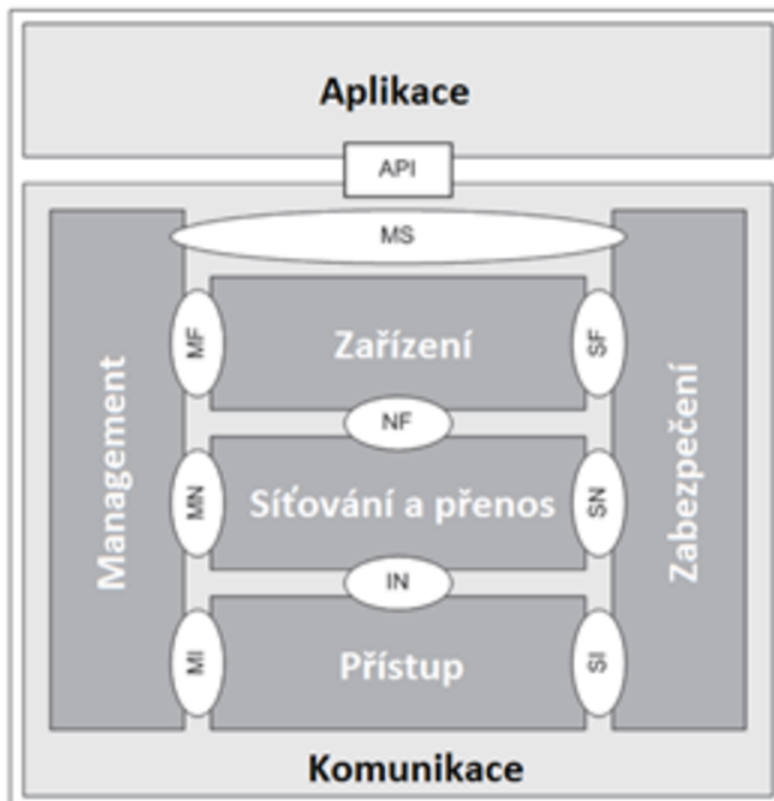 Aplikace
API
MS
Management
MF
Zařízení
SF
Zabezpečení
NF
MN
Síťování a přenos
SN
IN
MI
Přístup
SI
Komunikace